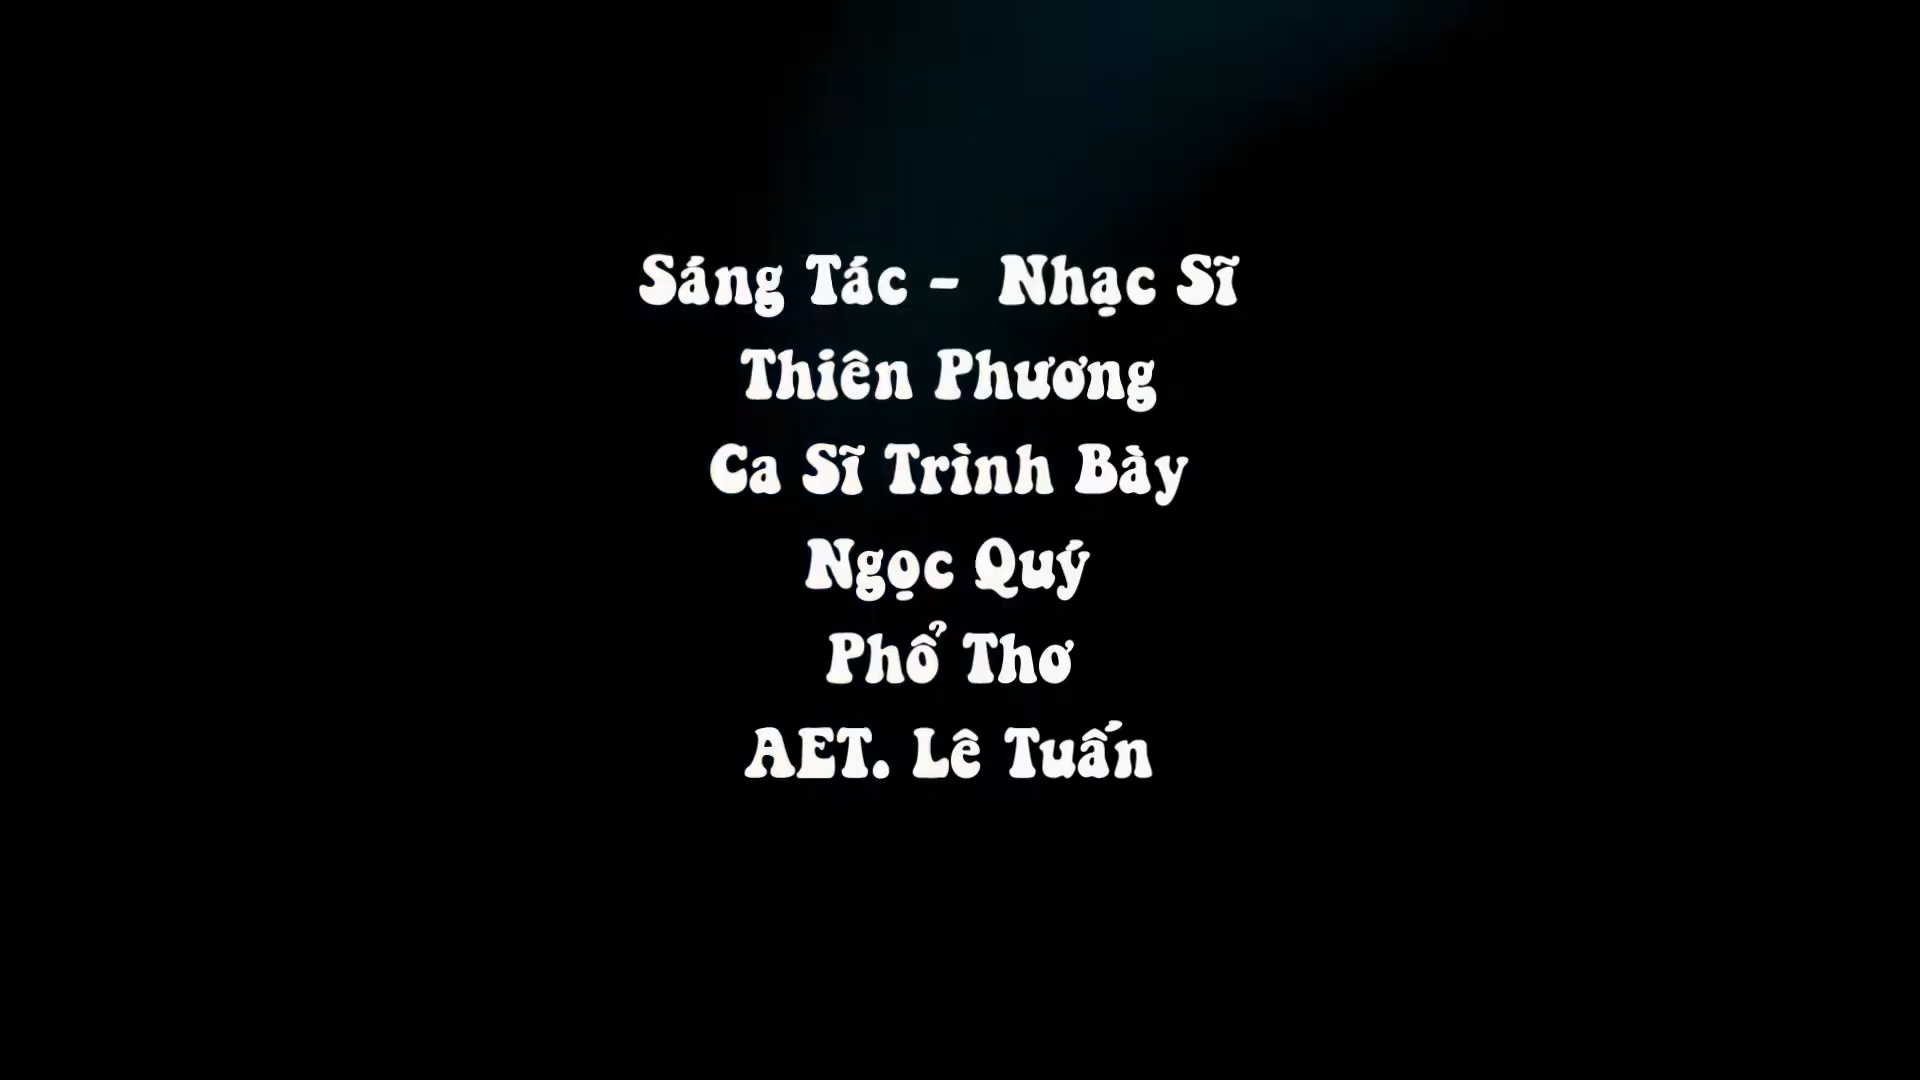 Sáng Tác - Nhạc Sĩ
Thiên Phương
Ca Sĩ Trình Bày
Ngọc Quý
Phổ Thơ
AET. Lê Tuấn